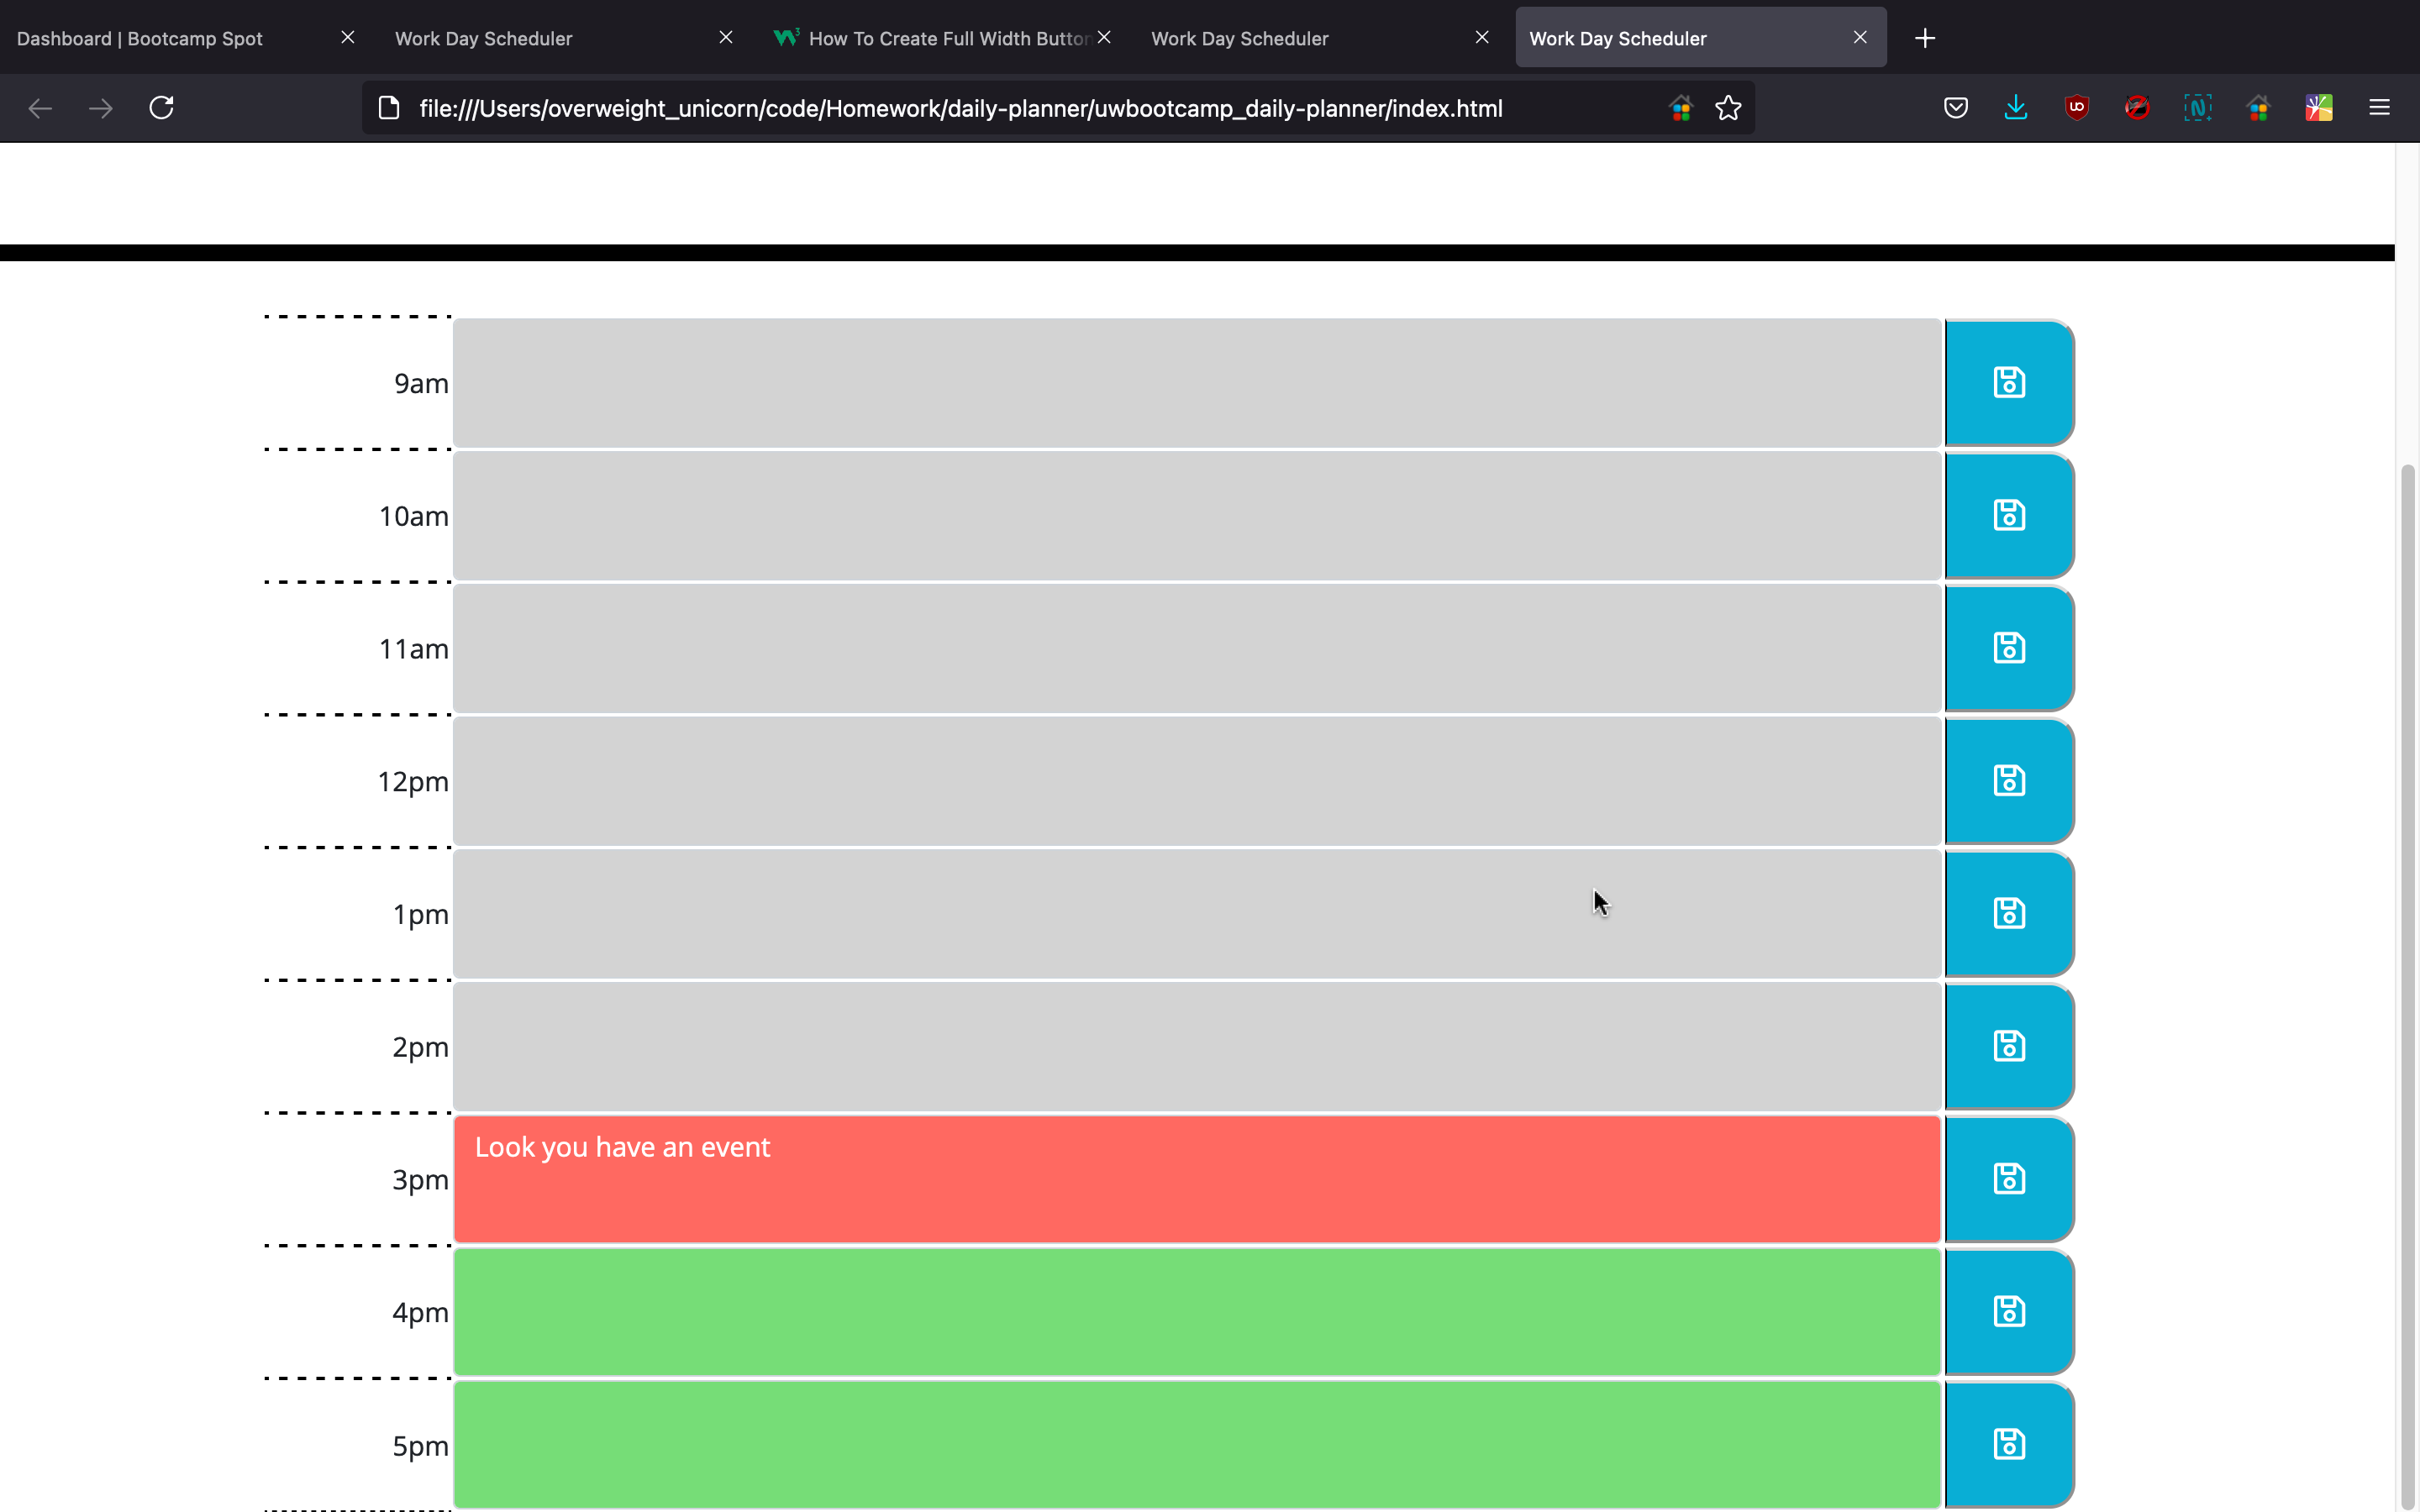 Dashboard | Bootcamp Spot
Work Day Scheduler
How To Create Full Width Button
Work Day Scheduler
Work Day Scheduler
file:///Users/overweight_unicorn/code/Homework/daily-planner/uwbootcamp_daily-planner/index.html
9am
10am
11am
12pm
1pm
2pm
Look you have an event
3pm
4pm
5pm